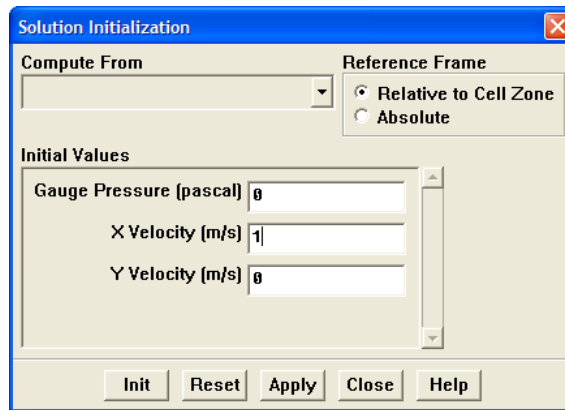 Solution Initialization
Compute From
Reference Frame
Relative to Cell Zone
Absolute
Initial Values
Gauge Pressure (pascal) 0
X Velocity (m/s) 1
Y Velocity (m/s) 0
Init Reset Apply Close Help